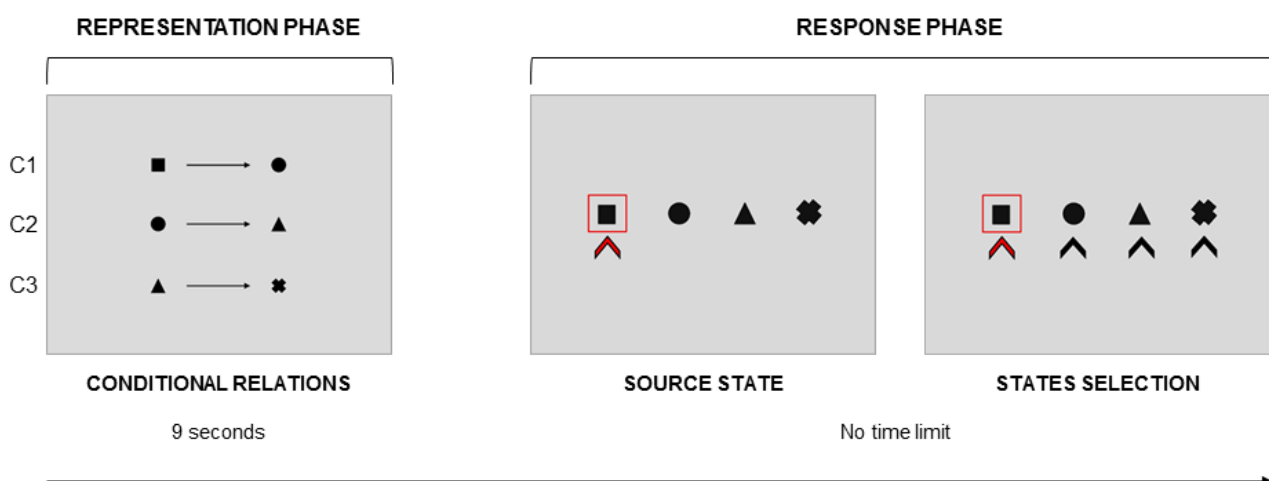 REPRESENTATION PHASE
RESPONSE PHASE
C1
C2
C3
CONDITIONAL RELATIONS
SOURCE STATE
STATES SELECTION
9 seconds
No time limit